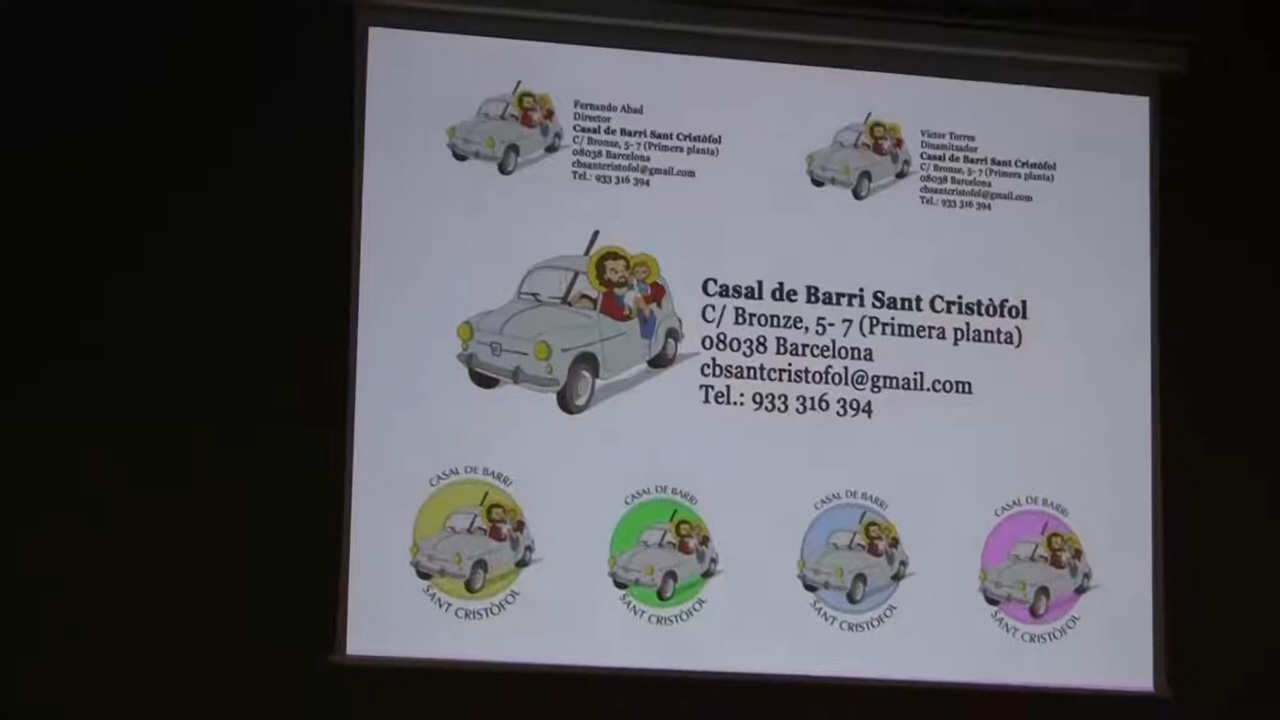 Fernando Abad
Director
Casal de Barri Sant Cristòfol
C/ Bronze, 5- 7 (Primera planta)
08038 Barcelona
cbsantcristofol@gmail.com
Tel.: 933 316 394
Victor Torres
Dinamitzador
Casal de Barri Sant Cristòfol
C/ Bronze, 5- 7 (Primera planta)
08038 Barcelona
cbsantcristofol@gmail.com
Tel.: 933 316 394
Casal de Barri Sant Cristòfol
C/ Bronze, 5- 7 (Primera planta)
08038 Barcelona
cbsantcristofol@gmail.com
Tel.: 933 316 394
CASAL DE BARRI
SANT CRISTÒFOL
CASAL DE BARRI
SANT CRISTÒFOL
CASAL DE BARRI
SANT CRISTÒFOL
CASAL DE BARRI
SANT CRISTÒFOL